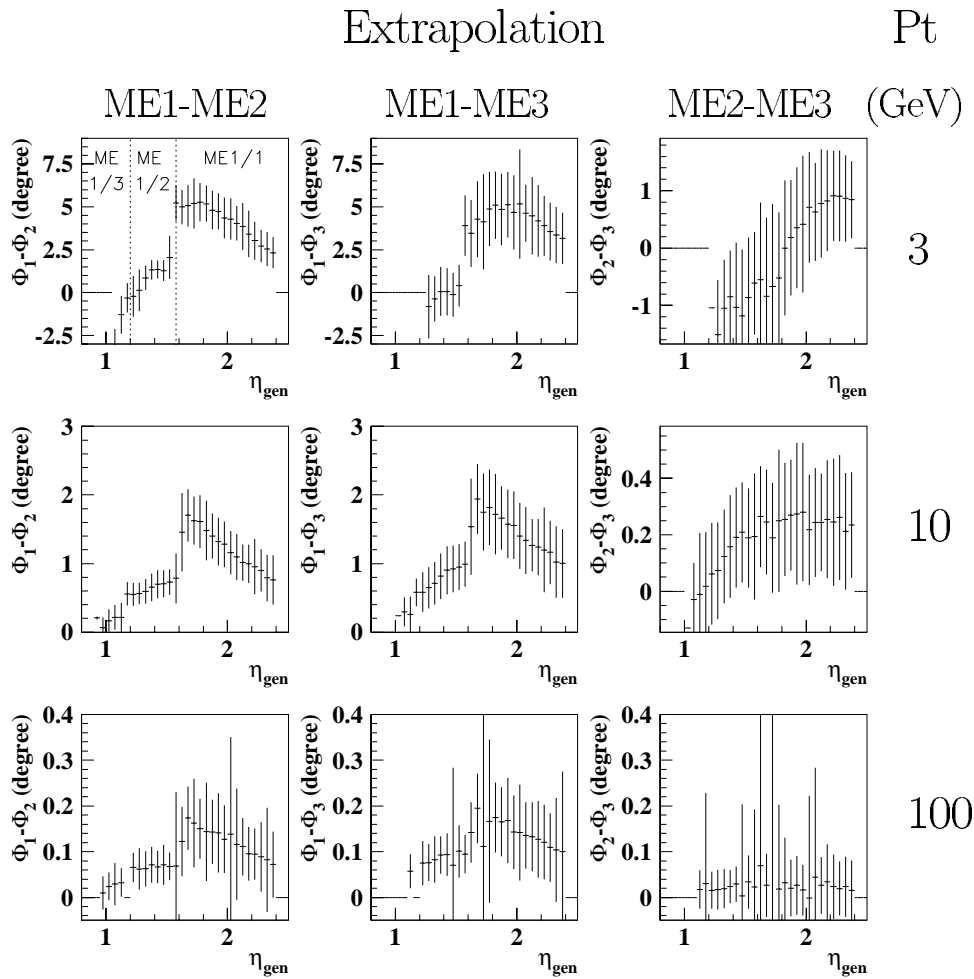 Extrapolation Pt
ME1-ME2 ME1-ME3 ME2-ME3 (GeV)
Φ1-Φ2 (degree)
7.5
5
2.5
0
-2.5
ME 1/3
ME 1/2
ME1/1
1 2
ηgen
Φ1-Φ3 (degree)
7.5
5
2.5
0
-2.5
1 2
ηgen
Φ2-Φ3 (degree)
1
0
-1
1 2
ηgen
3
Φ1-Φ2 (degree)
3
2
1
0
1 2
ηgen
Φ1-Φ3 (degree)
3
2
1
0
1 2
ηgen
Φ2-Φ3 (degree)
0.4
0.2
0
1 2
ηgen
10
Φ1-Φ2 (degree)
0.4
0.3
0.2
0.1
0
1 2
ηgen
Φ1-Φ3 (degree)
0.4
0.3
0.2
0.1
0
1 2
ηgen
Φ2-Φ3 (degree)
0.4
0.3
0.2
0.1
0
1 2
ηgen
100